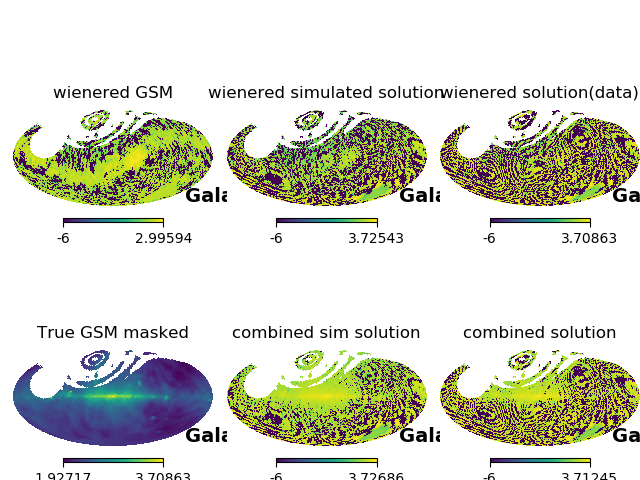 wienered GSM
wienered simulated solution
wienered solution(data)
Gala
Gala
Ga
-6 2.99594
-6 3.72543
-6 3.70863
True GSM masked
combined sim solution
combined solution
Gala
Gala
Ga
1.92717 3.70863
-6 3.72686
-6 3.71245